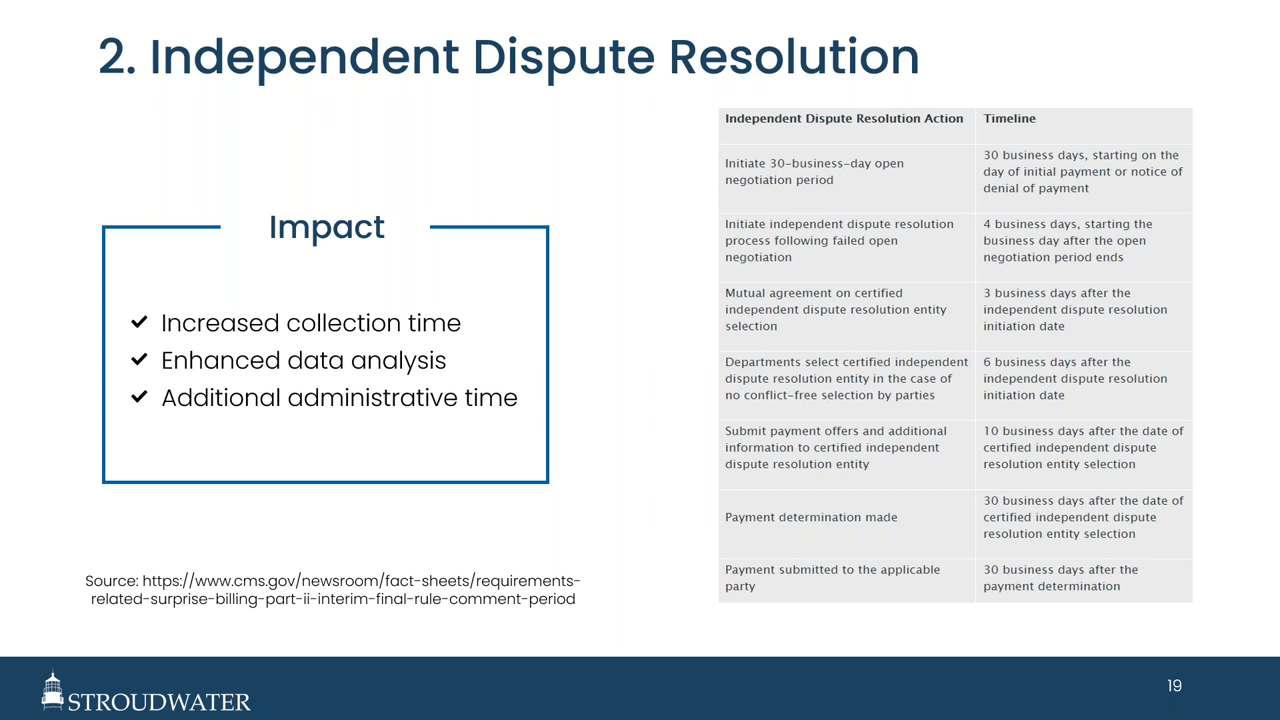 2. Independent Dispute Resolution
Impact
Increased collection time
Enhanced data analysis
Additional administrative time
Source: https://www.cms.gov/newsroom/fact-sheets/requirements-
related-surprise-billing-part-ii-interim-final-rule-comment-period
Independent Dispute Resolution Action
Timeline
Initiate 30-business-day open
negotiation period
30 business days, starting on the
day of initial payment or notice of
denial of payment
Initiate independent dispute resolution
process following failed open
negotiation
4 business days, starting the
business day after the open
negotiation period ends
Mutual agreement on certified
independent dispute resolution entity
selection
3 business days after the
independent dispute resolution
initiation date
Departments select certified independent
dispute resolution entity in the case of
no conflict-free selection by parties
6 business days after the
independent dispute resolution
initiation date
Submit payment offers and additional
information to certified independent
dispute resolution entity
10 business days after the date of
certified independent dispute
resolution entity selection
Payment determination made
30 business days after the date of
certified independent dispute
resolution entity selection
Payment submitted to the applicable
party
30 business days after the
payment determination
STROUDWATER
19